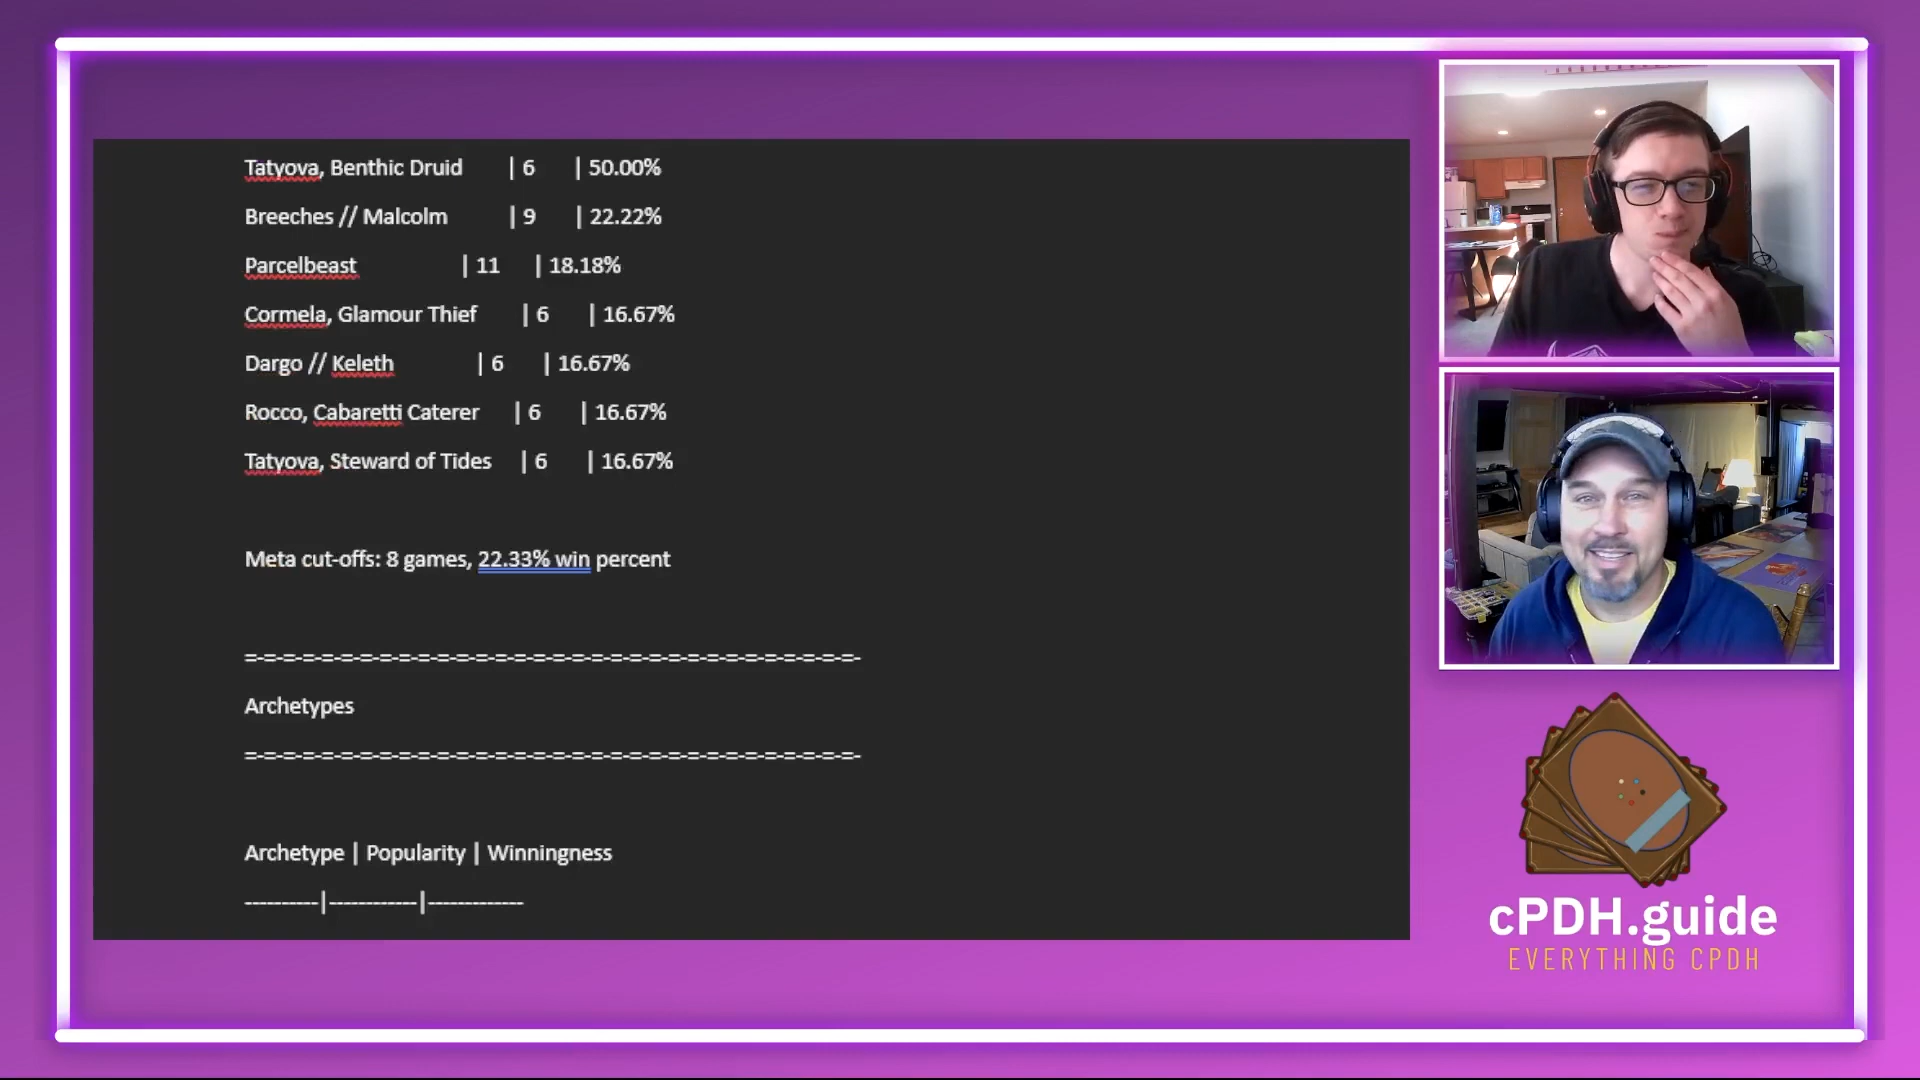 Tatyova, Benthic Druid | 6 | 50.00%
Breeches // Malcolm | 9 | 22.22%
Parcelbeast | 11 | 18.18%
Cormela, Glamour Thief | 6 | 16.67%
Dargo // Keleth | 6 | 16.67%
Rocco, Cabaretti Caterer | 6 | 16.67%
Tatyova, Steward of Tides | 6 | 16.67%
Meta cut-offs: 8 games, 22.33% win percent
=-=-=-=-=-=-=-=-=-=-=-=-=-=-=-=-=-=-=-=-=-=-=-=-=-=-=-=-=-=-=-=-
Archetypes
=-=-=-=-=-=-=-=-=-=-=-=-=-=-=-=-=-=-=-=-=-=-=-=-=-=-=-=-=-=-=-=-
Archetype | Popularity | Winningness
----------|------------|-------------
cPDH.guide
EVERYTHING CPDH